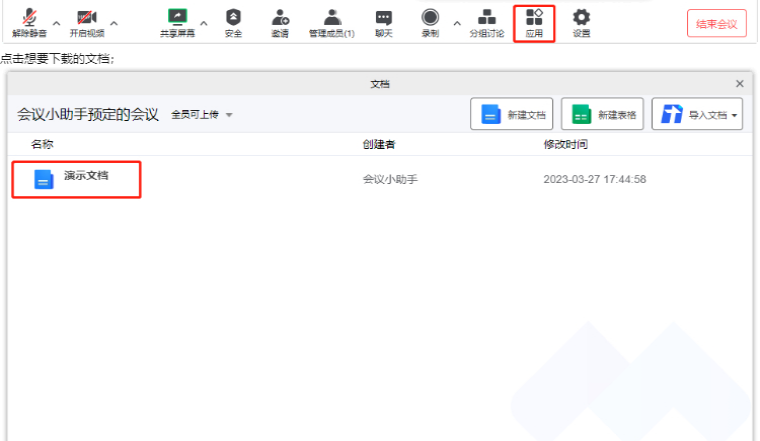 解除静音 开启视频 共享屏幕 安全 邀请 管理成员(1) 聊天 录制 分组讨论 应用 设置 结束会议
点击想要下载的文档；
文档
会议小助手预定的会议 全员可上传 新建文档 新建表格 导入文档
名称 创建者 修改时间
演示文档 会议小助手 2023-03-27 17:44:58